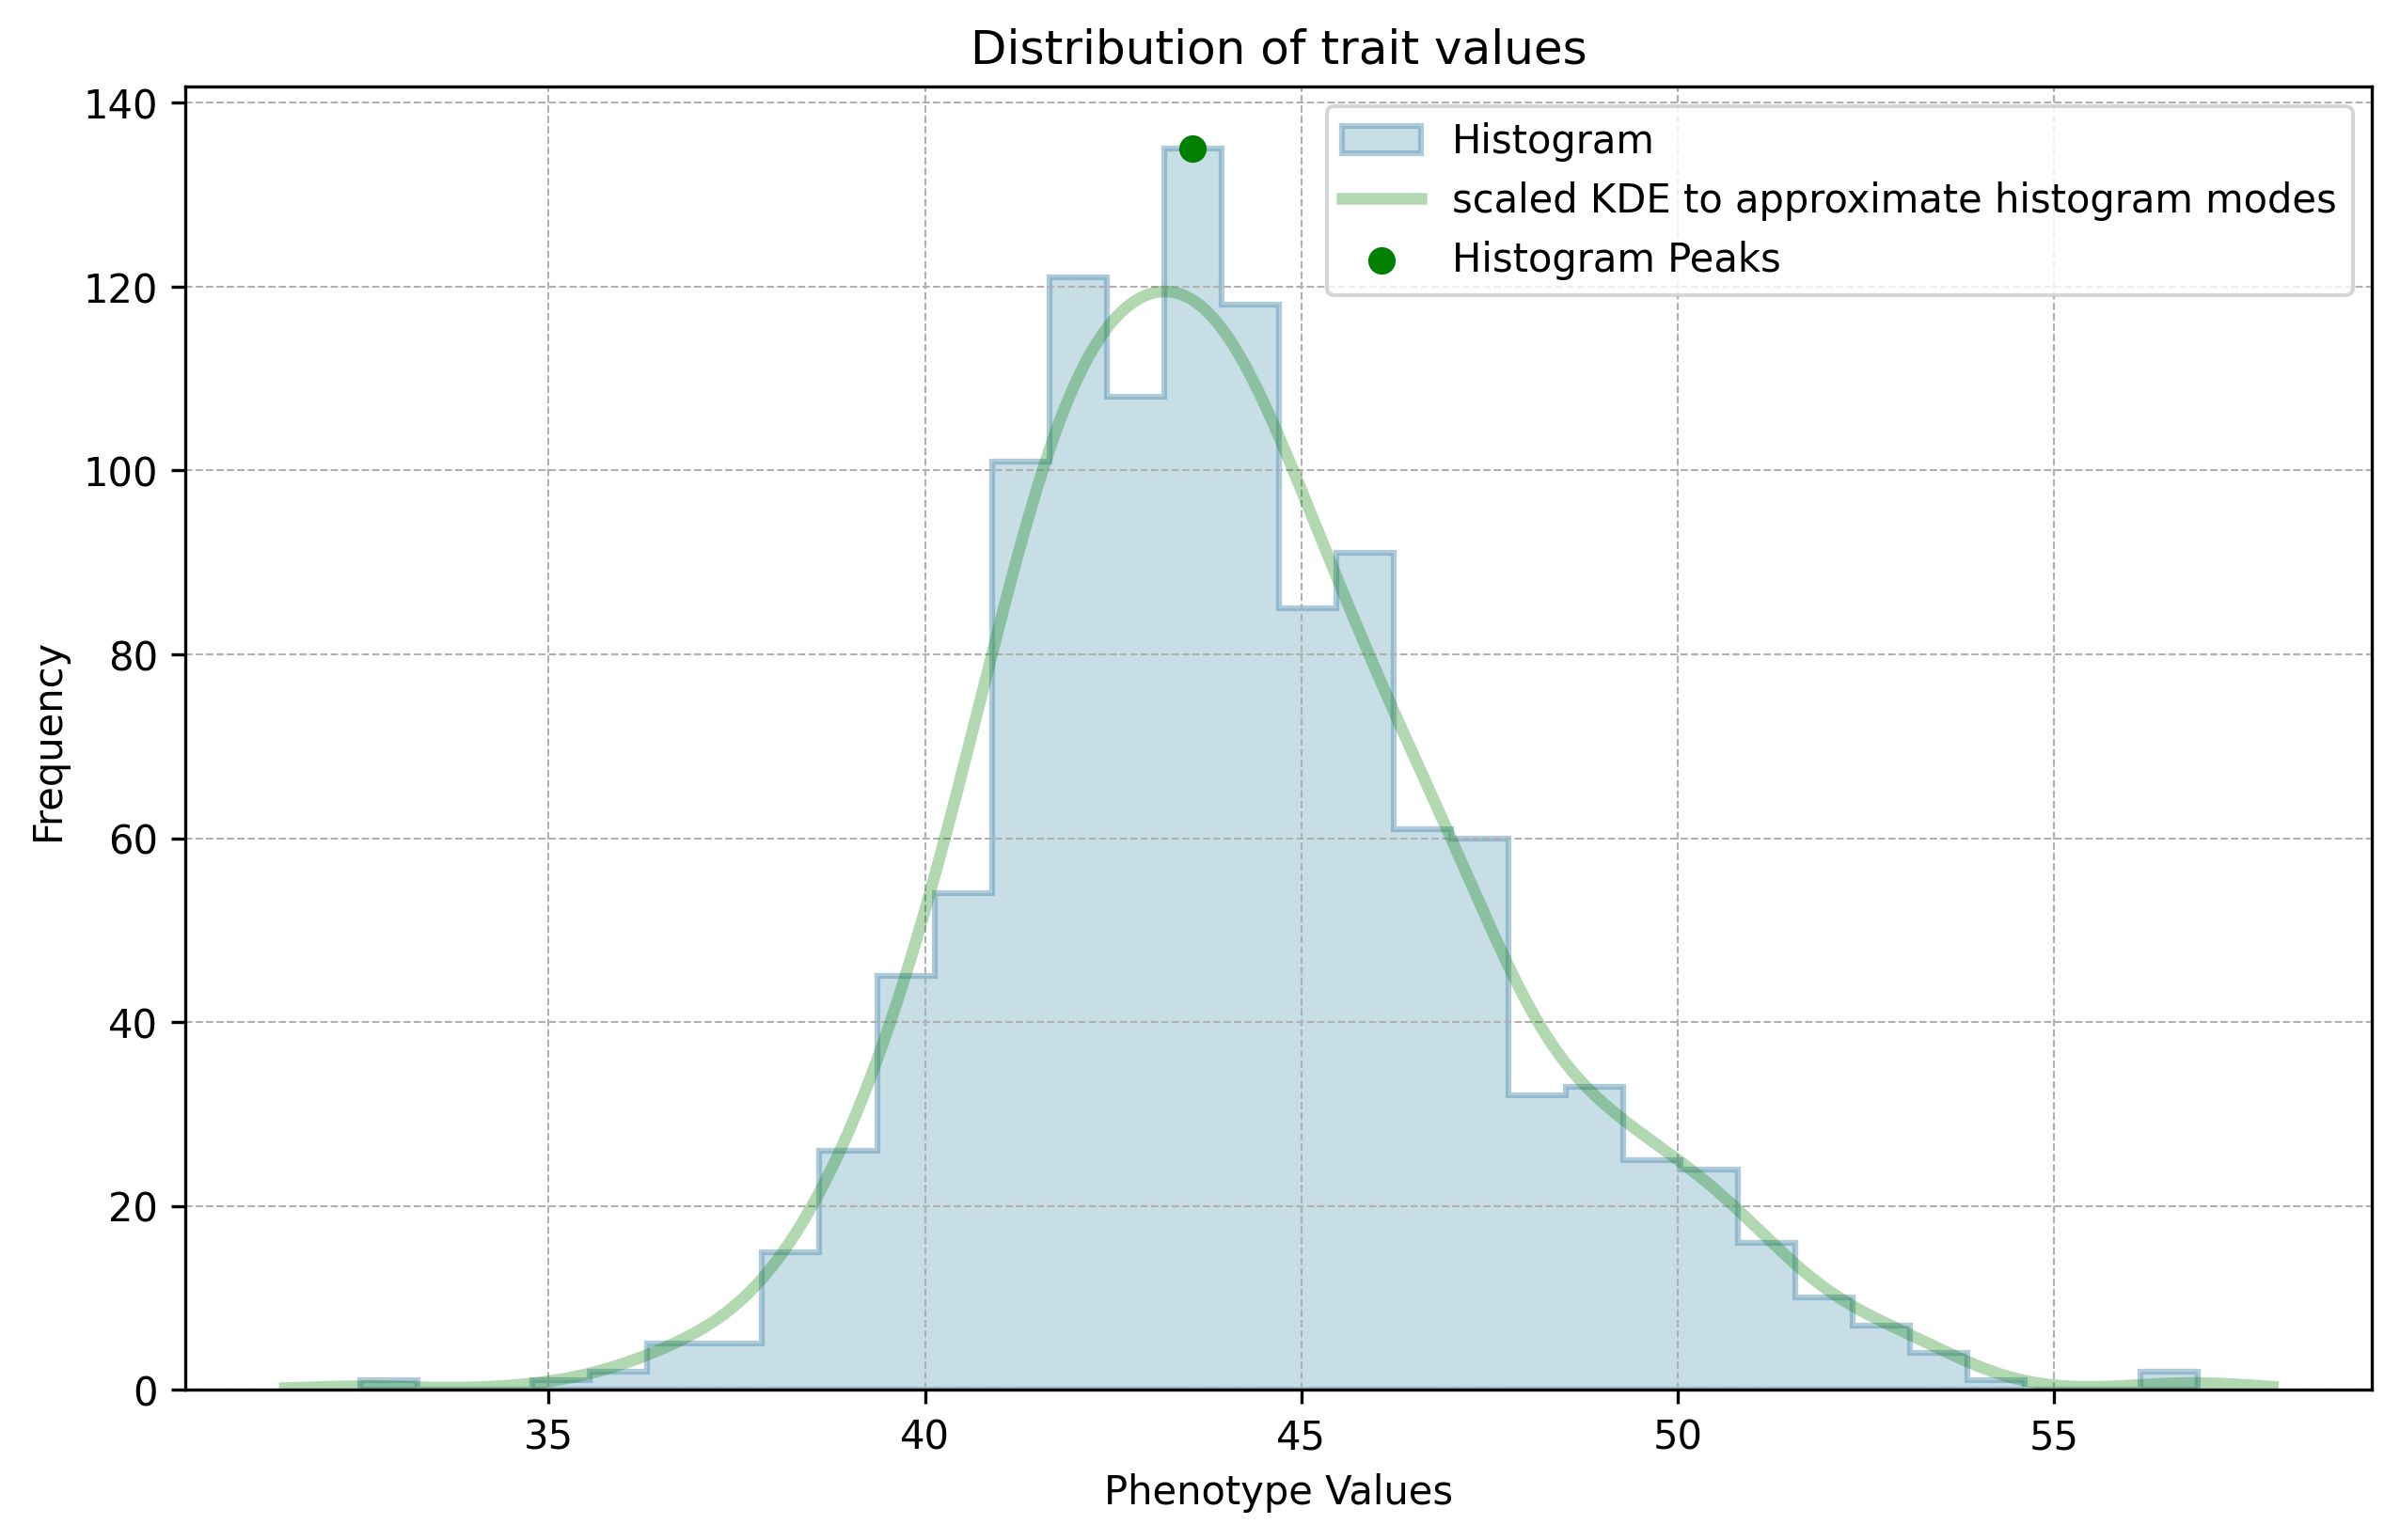 Distribution of trait values
Histogram
scaled KDE to approximate histogram modes
Histogram Peaks
Frequency
140
120
100
80
60
40
20
0
35 40 45 50 55
Phenotype Values